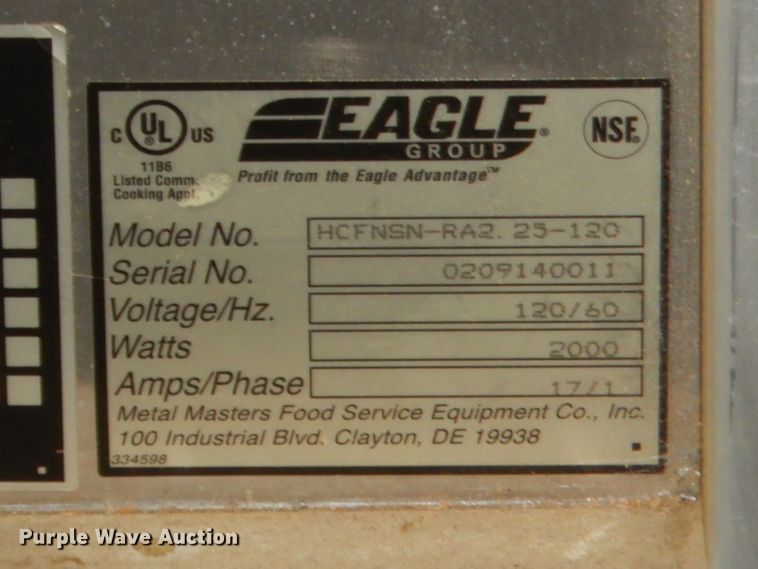 C UL US
EAGLE®
GROUP
NSF®
1186
Listed Comm.
Cooking Appl.
Profit from the Eagle Advantage™
Model No. HCFNSN-RA2.25-120
Serial No. 0209140011
Voltage/Hz. 120/60
Watts 2000
Amps/Phase 17/1
Metal Masters Food Service Equipment Co., Inc.
100 Industrial Blvd. Clayton, DE 19938
334598
Purple Wave Auction